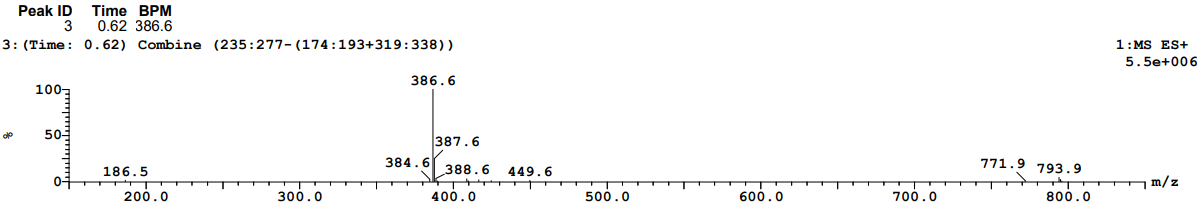 Peak ID Time BPM
3 0.62 386.6
3:(Time: 0.62) Combine (235:277-(174:193+319:338))
1:MS ES+
5.5e+006
386.6
100
387.6
%
50
384.6
388.6
186.5
449.6
771.9
793.9
0
m/z
200.0 300.0 400.0 500.0 600.0 700.0 800.0